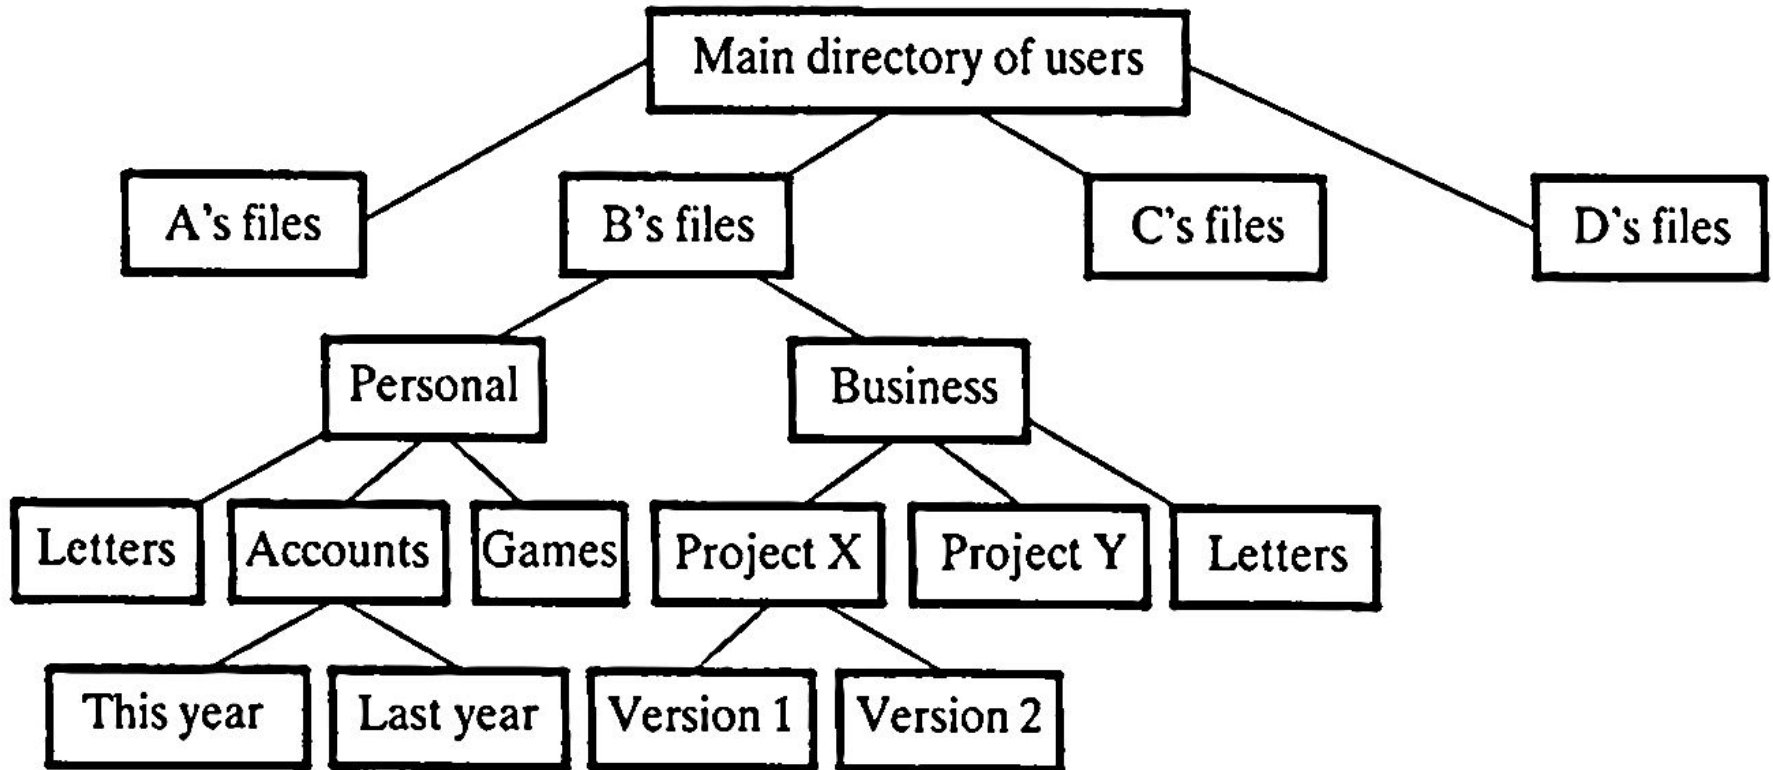 Main directory of users
A's files
B's files
C's files
D's files
Personal
Business
Letters
Accounts
Games
Project X
Project Y
Letters
This year
Last year
Version 1
Version 2